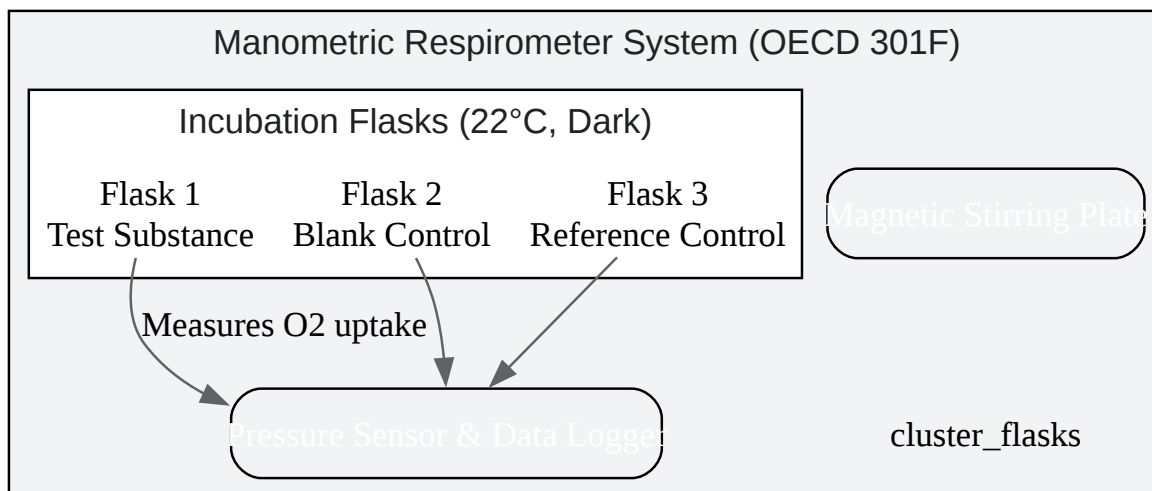 Manometric Respirometer System (OECD 301F)
Incubation Flasks (22°C, Dark)
Flask 1
Test Substance
Flask 2
Blank Control
Flask 3
Reference Control
Magnetic Stirring Plate
Measures O2 uptake
Pressure Sensor & Data Logger
cluster_flasks